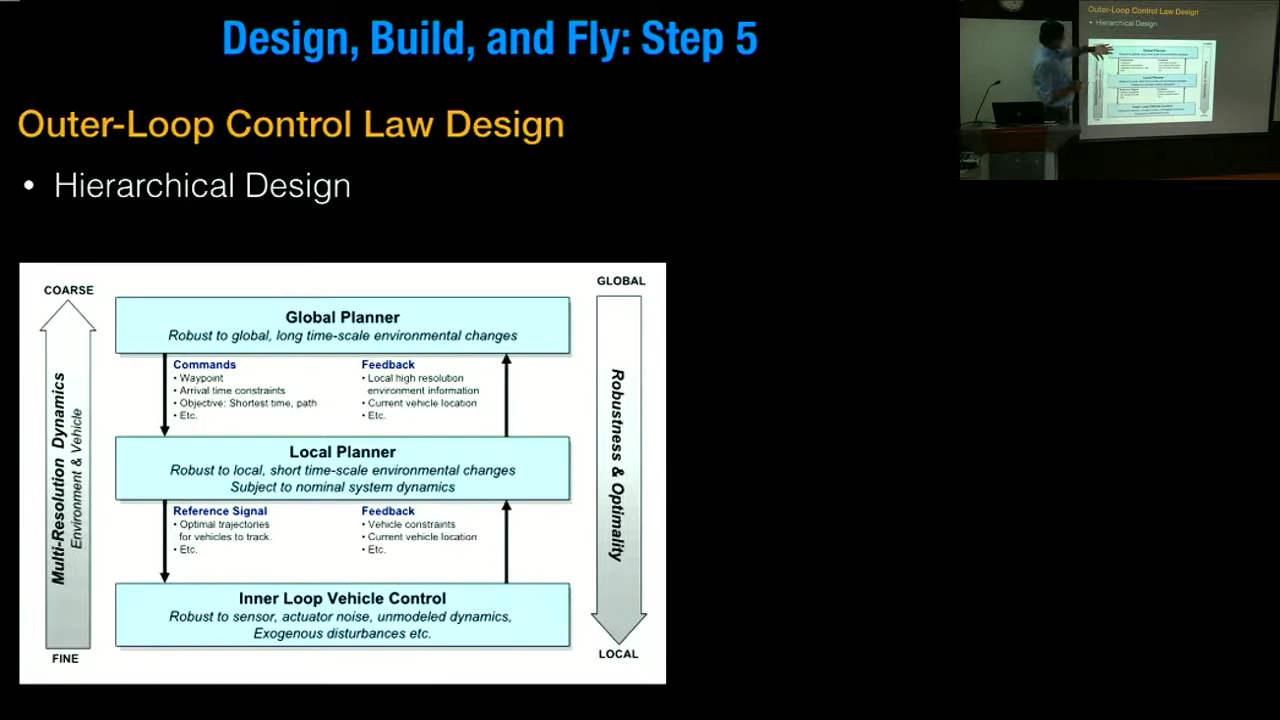 Design, Build, and Fly: Step 5
Outer-Loop Control Law Design
• Hierarchical Design
COARSE
Multi-Resolution Dynamics
Environment & Vehicle
FINE
Global Planner
Robust to global, long time-scale environmental changes
Commands
• Waypoint
• Arrival time constraints
• Objective: Shortest time, path
• Etc.
Feedback
• Local high resolution
environment information
• Current vehicle location
• Etc.
Local Planner
Robust to local, short time-scale environmental changes
Subject to nominal system dynamics
Reference Signal
• Optimal trajectories
for vehicles to track.
• Etc.
Feedback
• Vehicle constraints
• Current vehicle location
• Etc.
Inner Loop Vehicle Control
Robust to sensor, actuator noise, unmodeled dynamics,
Exogenous disturbances etc.
GLOBAL
Robustness & Optimality
LOCAL
Outer-Loop Control Law Design
• Hierarchical Design
Global Planner
Local Planner